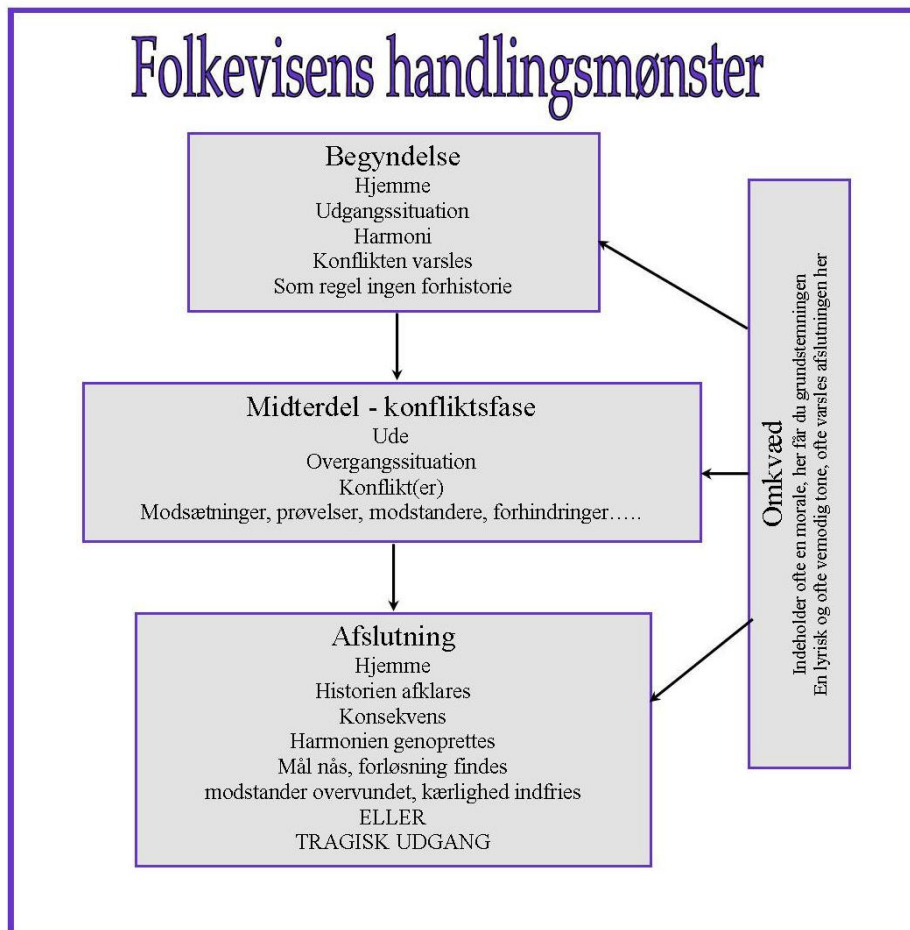 Folkevisens handlingsmønster
Begyndelse
Hjemme
Udgangssituation
Harmoni
Konflikten varsles
Som regel ingen forhistorie
Midterdel - konfliktsfase
Ude
Overgangssituation
Konflikt(er)
Modsætninger, prøvelser, modstandere, forhindringer…..
Afslutning
Hjemme
Historien afklares
Konsekvens
Harmonien genoprettes
Mål nås, forløsning findes
modstander overvundet, kærlighed indfries
ELLER
TRAGISK UDGANG
Omkvæd
Indeholder ofte en morale, her får du grundstemningen
En lyrisk og ofte vemodig tone, ofte varsles afslutningen her